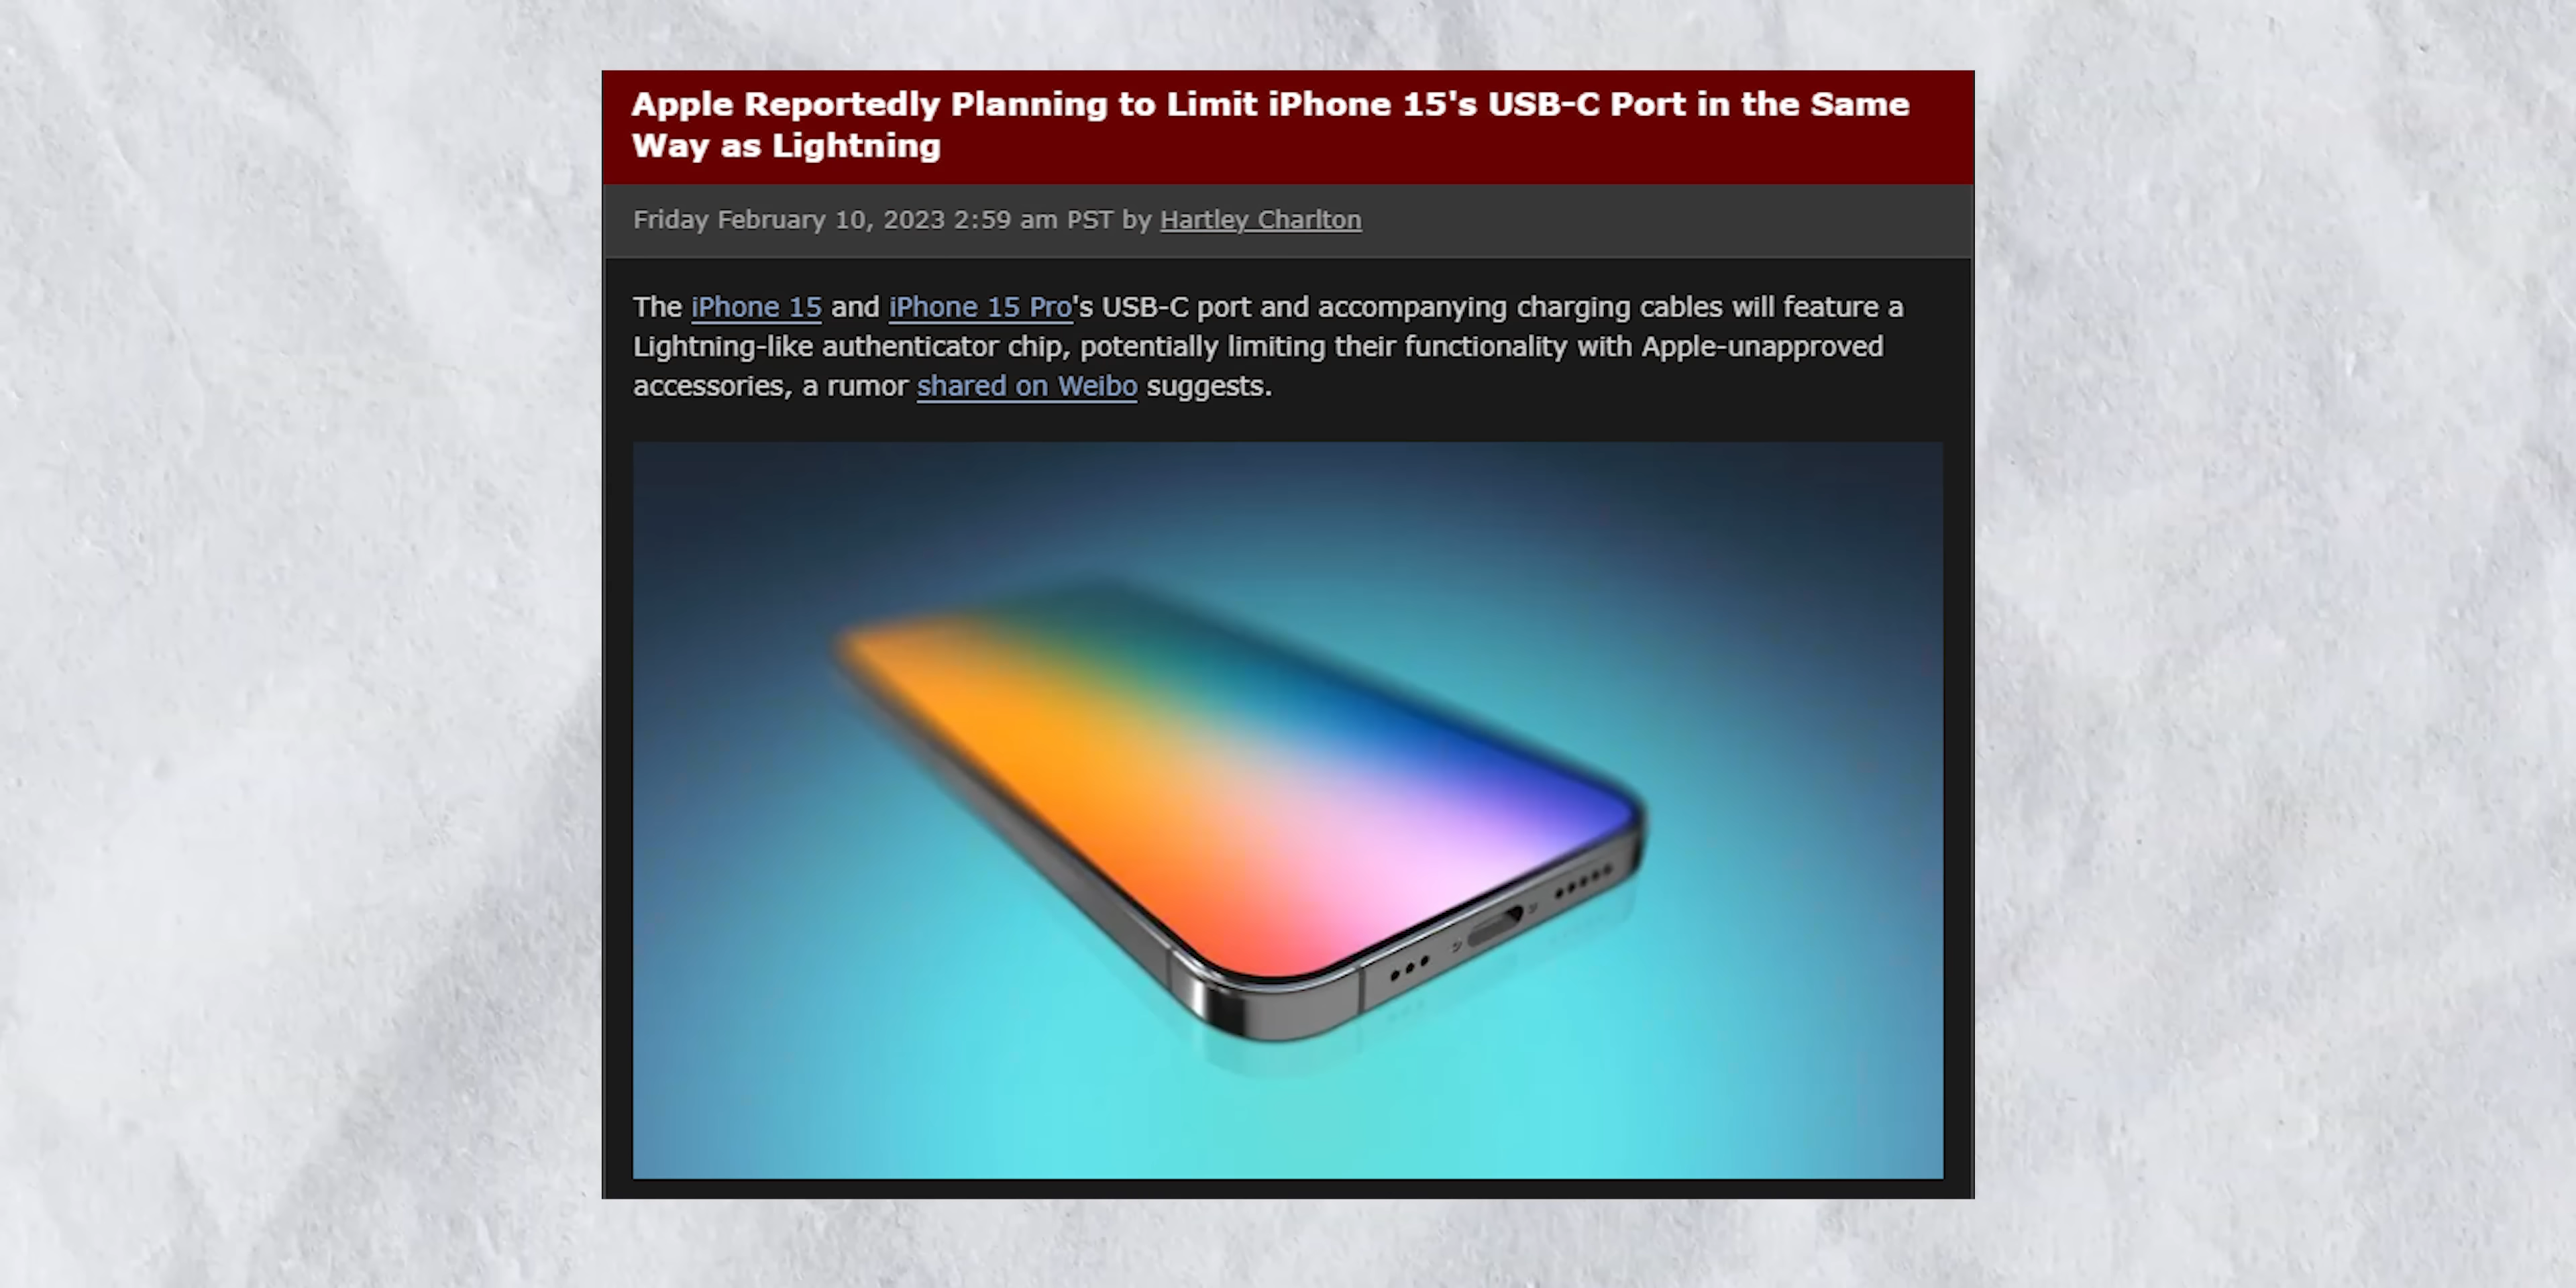 Apple Reportedly Planning to Limit iPhone 15's USB-C Port in the Same
Way as Lightning
Friday February 10, 2023 2:59 am PST by Hartley Charlton
The iPhone 15 and iPhone 15 Pro's USB-C port and accompanying charging cables will feature a
Lightning-like authenticator chip, potentially limiting their functionality with Apple-unapproved
accessories, a rumor shared on Weibo suggests.